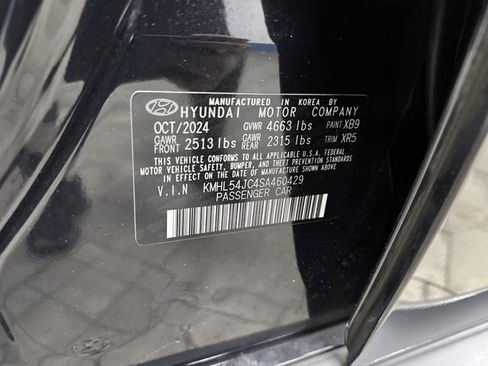 MANUFACTURED IN KOREA BY
HYUNDAI MOTOR COMPANY
OCT/2024 GVWR 4663 lbs PAINT XB9
GAWR FRONT 2513 lbs GAWR REAR 2315 lbs TRIM XR5
THIS VEHICLE CONFORMS TO ALL APPLICABLE U.S.A. FEDERAL
MOTOR VEHICLE SAFETY, BUMPER, AND THEFT PREVENTION
STANDARDS IN EFFECT ON THE DATE OF MANUFACTURE SHOWN ABOVE.
V.I.N KMHL54JC4SA460429
PASSENGER CAR